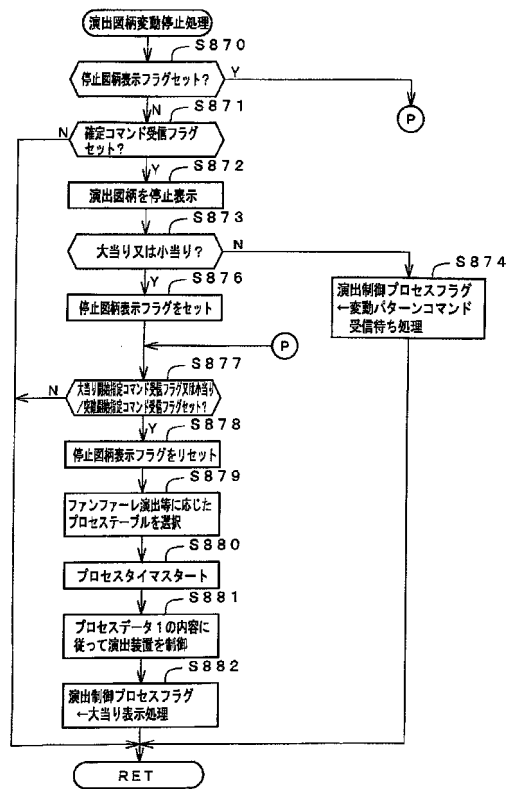 演出図柄変動停止処理
S870
停止図柄表示フラグセット?
Y
N
P
S871
N
確定コマンド受信フラグ
セット?
Y
S872
演出図柄を停止表示
S873
大当り又は小当り?
N
Y
S874
演出制御プロセスフラグ
←変動パターンコマンド
受信待ち処理
S876
停止図柄表示フラグをセット
P
S877
N
大当り開始指定コマンド受信フラグ又は小当り
/突確開始指定コマンド受信フラグセット?
Y
S878
停止図柄表示フラグをリセット
S879
ファンファーレ演出等に応じた
プロセステーブルを選択
S880
プロセスタイマスタート
S881
プロセスデータ1の内容に
従って演出装置を制御
S882
演出制御プロセスフラグ
←大当り表示処理
RET